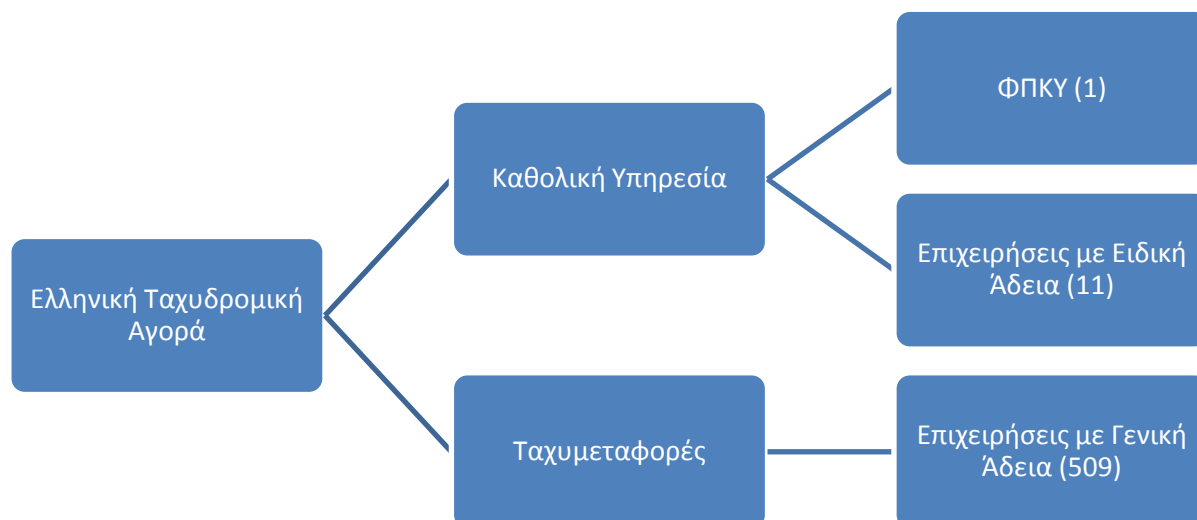 Ελληνική Ταχυδρομική
Αγορά
Καθολική Υπηρεσία
ΦΠΚΥ (1)
Επιχειρήσεις με Ειδική
Άδεια (11)
Ταχυμεταφορές
Επιχειρήσεις με Γενική
Άδεια (509)